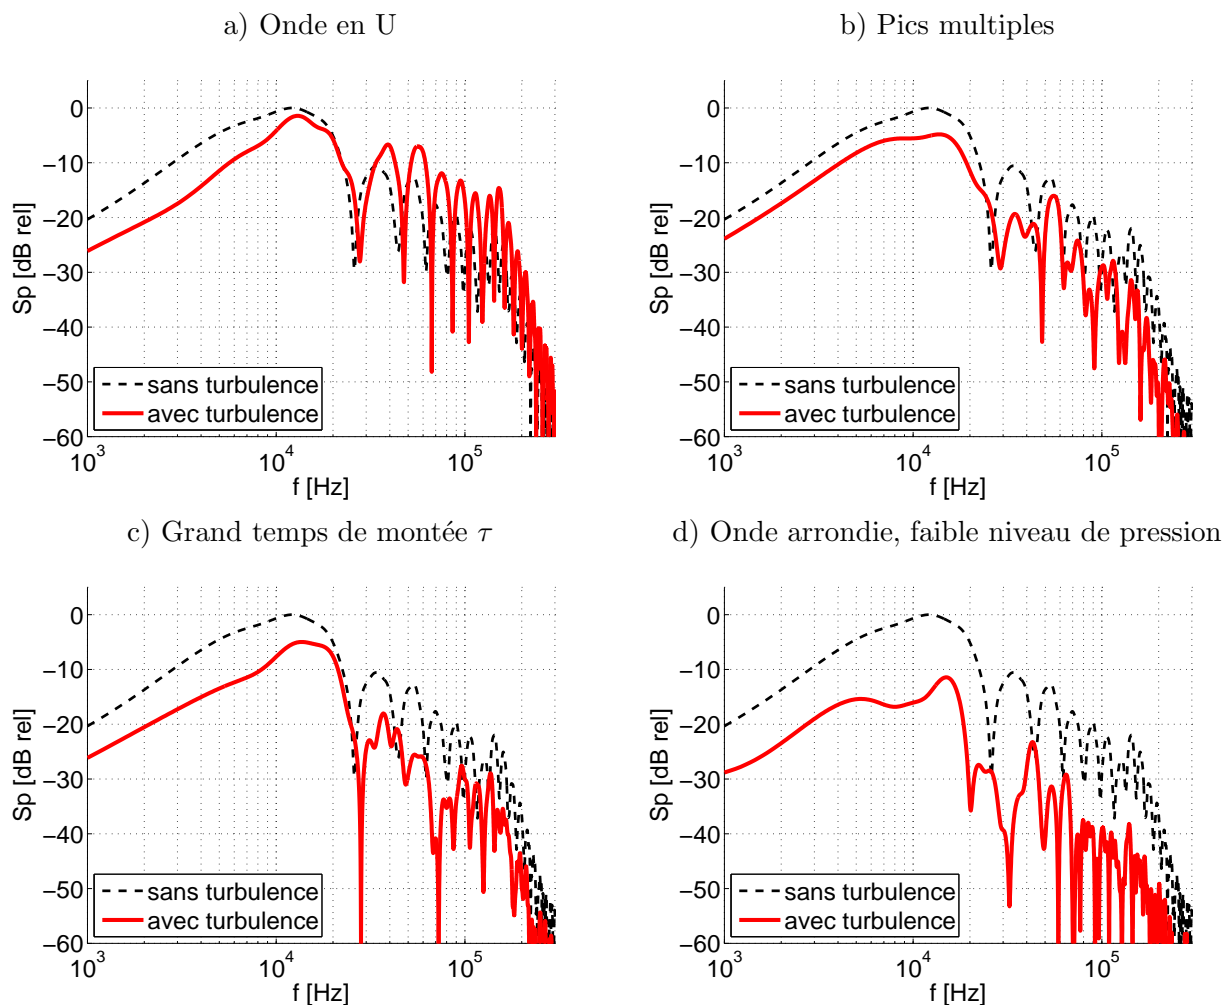 a) Onde en U
b) Pics multiples
0
−10
−20
−30
−40
−50
−60
Sp [dB rel]
sans turbulence
avec turbulence
10^3
10^4
10^5
f [Hz]
0
−10
−20
−30
−40
−50
−60
Sp [dB rel]
sans turbulence
avec turbulence
10^3
10^4
10^5
f [Hz]
c) Grand temps de montée τ
d) Onde arrondie, faible niveau de pression
0
−10
−20
−30
−40
−50
−60
Sp [dB rel]
sans turbulence
avec turbulence
10^3
10^4
10^5
f [Hz]
0
−10
−20
−30
−40
−50
−60
Sp [dB rel]
sans turbulence
avec turbulence
10^3
10^4
10^5
f [Hz]